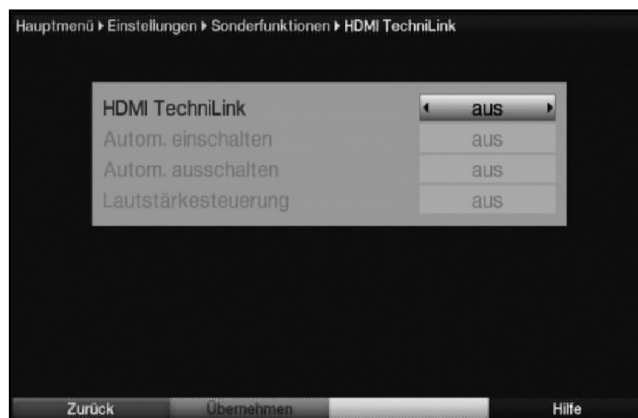 Hauptmenü ▸ Einstellungen ▸ Sonderfunktionen ▸ HDMI TechniLink
HDMI TechniLink aus
Autom. einschalten aus
Autom. ausschalten aus
Lautstärkesteuerung aus
Zurück Übernehmen Hilfe